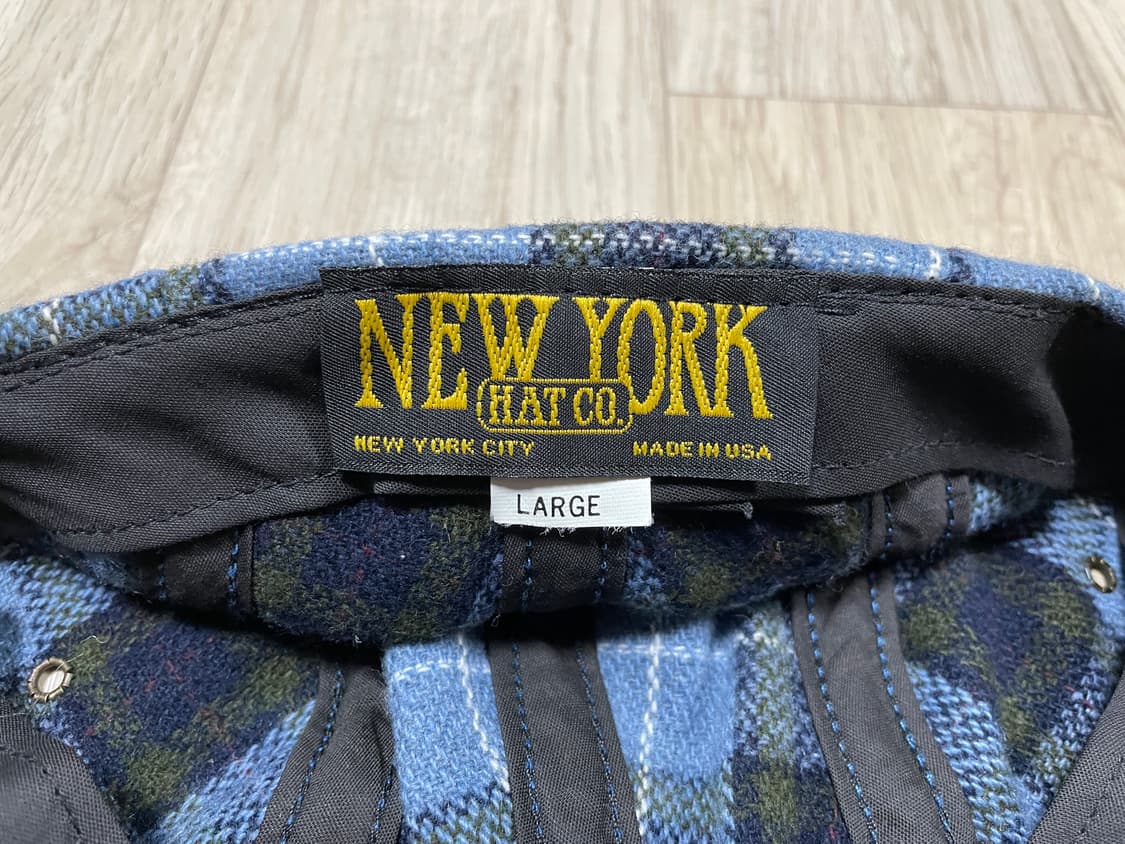 NEW YORK
HAT CO.
NEW YORK CITY MADE IN USA
LARGE